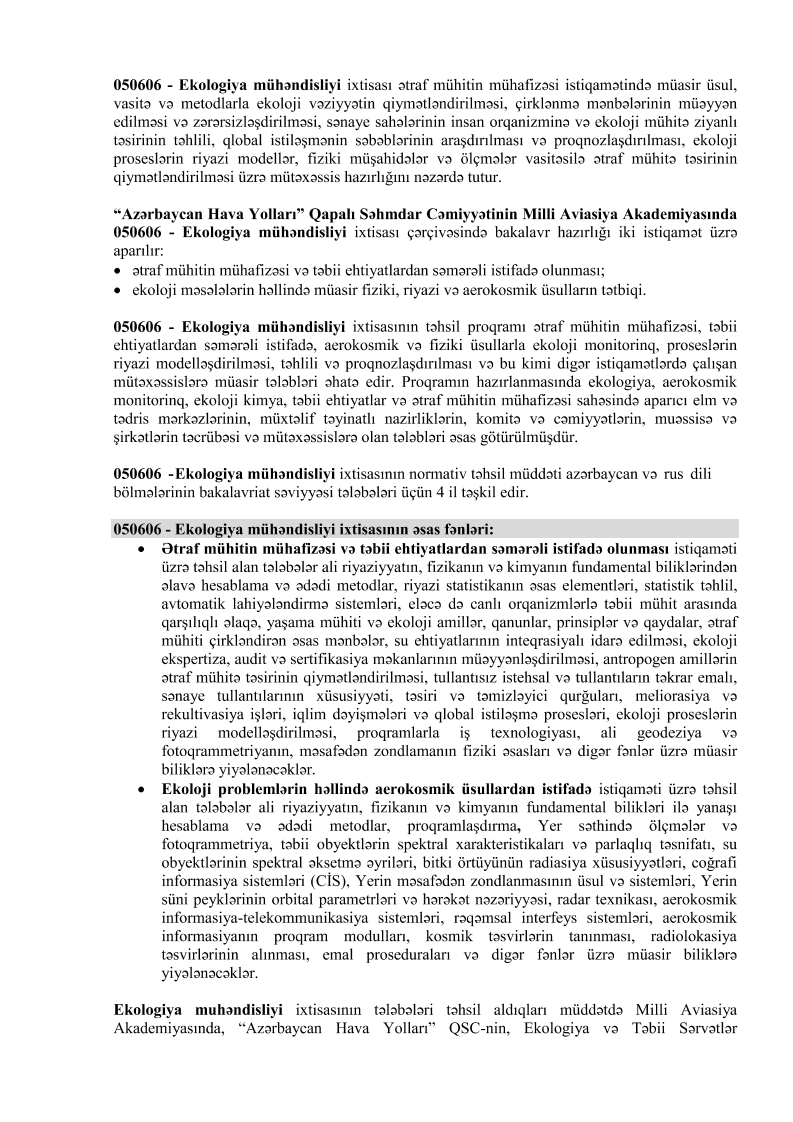 050606 - Ekologiya mühəndisliyi ixtisası ətraf mühitin mühafizəsi istiqamətində müasir üsul,
vasitə və metodlarla ekoloji vəziyyətin qiymətləndirilməsi, çirklənmə mənbələrinin müəyyən
edilməsi və zərərsizləşdirilməsi, sənaye sahələrinin insan orqanizminə və ekoloji mühitə ziyanlı
təsirinin təhlili, qlobal istiləşmənin səbəblərinin araşdırılması və proqnozlaşdırılması, ekoloji
proseslərin riyazi modellər, fiziki müşahidələr və ölçmələr vasitəsilə ətraf mühitə təsirinin
qiymətləndirilməsi üzrə mütəxəssis hazırlığını nəzərdə tutur.
“Azərbaycan Hava Yolları” Qapalı Səhmdar Cəmiyyətinin Milli Aviasiya Akademiyasında
050606 - Ekologiya mühəndisliyi ixtisası çərçivəsində bakalavr hazırlığı iki istiqamət üzrə
aparılır:
• ətraf mühitin mühafizəsi və təbii ehtiyatlardan səmərəli istifadə olunması;
• ekoloji məsələlərin həllində müasir fiziki, riyazi və aerokosmik üsulların tətbiqi.
050606 - Ekologiya mühəndisliyi ixtisasının təhsil proqramı ətraf mühitin mühafizəsi, təbii
ehtiyatlardan səmərəli istifadə, aerokosmik və fiziki üsullarla ekoloji monitorinq, proseslərin
riyazi modelləşdirilməsi, təhlili və proqnozlaşdırılması və bu kimi digər istiqamətlərdə çalışan
mütəxəssislərə müasir tələbləri əhatə edir. Proqramın hazırlanmasında ekologiya, aerokosmik
monitorinq, ekoloji kimya, təbii ehtiyatlar və ətraf mühitin mühafizəsi sahəsində aparıcı elm və
tədris mərkəzlərinin, müxtəlif təyinatlı nazirliklərin, komitə və cəmiyyətlərin, muəssisə və
şirkətlərin təcrübəsi və mütəxəssislərə olan tələbləri əsas götürülmüşdür.
050606 -Ekologiya mühəndisliyi ixtisasının normativ təhsil müddəti azərbaycan və rus dili
bölmələrinin bakalavriat səviyyəsi tələbələri üçün 4 il təşkil edir.
050606 - Ekologiya mühəndisliyi ixtisasının əsas fənləri:
• Ətraf mühitin mühafizəsi və təbii ehtiyatlardan səmərəli istifadə olunması istiqaməti
üzrə təhsil alan tələbələr ali riyaziyyatın, fizikanın və kimyanın fundamental biliklərindən
əlavə hesablama və ədədi metodlar, riyazi statistikanın əsas elementləri, statistik təhlil,
avtomatik lahiyələndirmə sistemləri, eləcə də canlı orqanizmlərlə təbii mühit arasında
qarşılıqlı əlaqə, yaşama mühiti və ekoloji amillər, qanunlar, prinsiplər və qaydalar, ətraf
mühiti çirkləndirən əsas mənbələr, su ehtiyatlarının inteqrasiyalı idarə edilməsi, ekoloji
ekspertiza, audit və sertifikasiya məkanlarının müəyyənləşdirilməsi, antropogen amillərin
ətraf mühitə təsirinin qiymətləndirilməsi, tullantısız istehsal və tullantıların təkrar emalı,
sənaye tullantılarının xüsusiyyəti, təsiri və təmizləyici qurğuları, meliorasiya və
rekultivasiya işləri, iqlim dəyişmələri və qlobal istiləşmə prosesləri, ekoloji proseslərin
riyazi modelləşdirilməsi, proqramlarla iş texnologiyası, ali geodeziya və
fotoqrammetriyanın, məsafədən zondlamanın fiziki əsasları və digər fənlər üzrə müasir
biliklərə yiyələnəcəklər.
• Ekoloji problemlərin həllində aerokosmik üsullardan istifadə istiqaməti üzrə təhsil
alan tələbələr ali riyaziyyatın, fizikanın və kimyanın fundamental bilikləri ilə yanaşı
hesablama və ədədi metodlar, proqramlaşdırma, Yer səthində ölçmələr və
fotoqrammetriya, təbii obyektlərin spektral xarakteristikaları və parlaqlıq təsnifatı, su
obyektlərinin spektral əksetmə əyriləri, bitki örtüyünün radiasiya xüsusiyyətləri, coğrafi
informasiya sistemləri (CİS), Yerin məsafədən zondlanmasının üsul və sistemləri, Yerin
süni peyklərinin orbital parametrləri və hərəkət nəzəriyyəsi, radar texnikası, aerokosmik
informasiya-telekommunikasiya sistemləri, rəqəmsal interfeys sistemləri, aerokosmik
informasiyanın proqram modulları, kosmik təsvirlərin tanınması, radiolokasiya
təsvirlərinin alınması, emal proseduraları və digər fənlər üzrə müasir biliklərə
yiyələnəcəklər.
Ekologiya muhəndisliyi ixtisasının tələbələri təhsil aldıqları müddətdə Milli Aviasiya
Akademiyasında, “Azərbaycan Hava Yolları” QSC-nin, Ekologiya və Təbii Sərvətlər